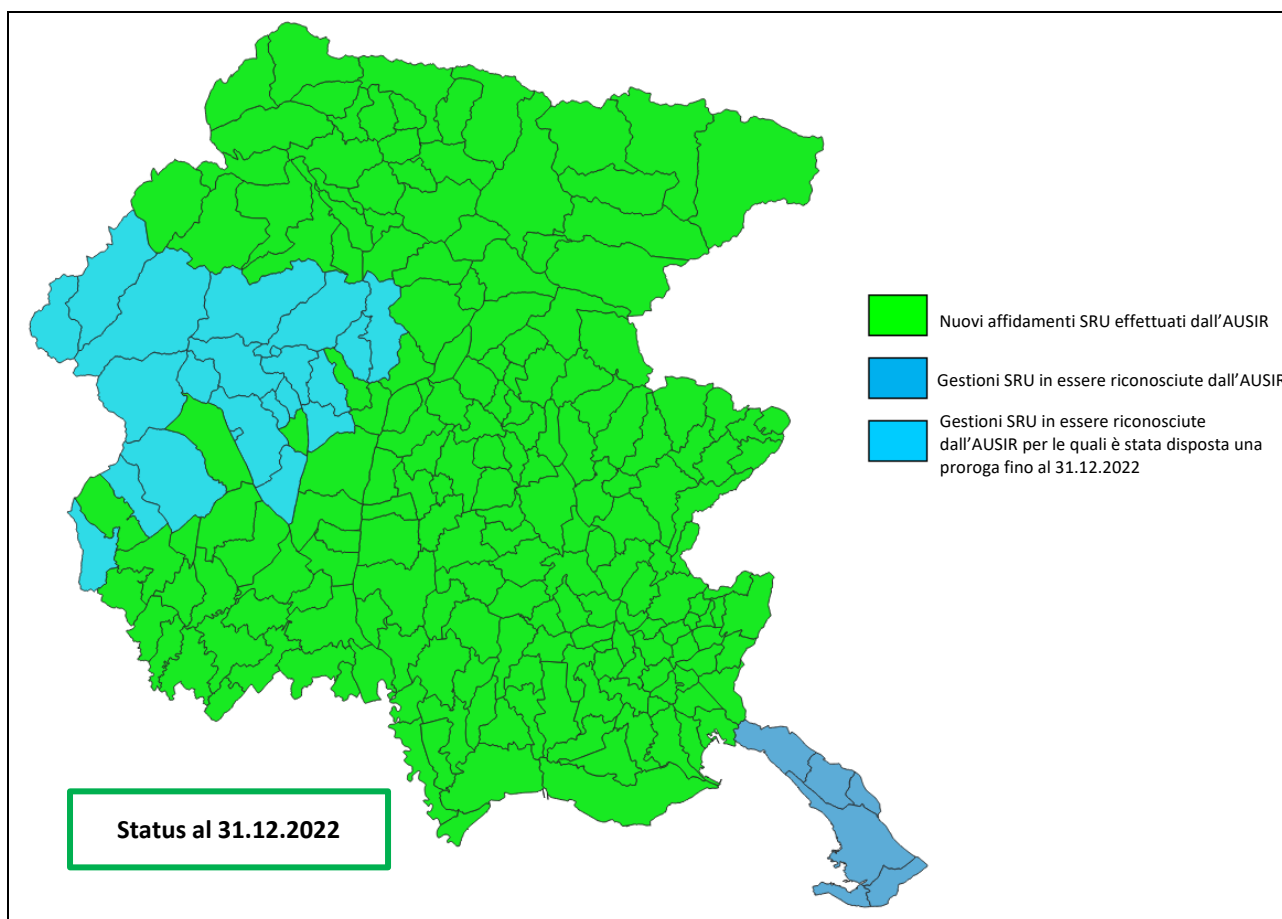 Nuovi affidamenti SRU effettuati dall'AUSIR
Gestioni SRU in essere riconosciute dall'AUSIR
Gestioni SRU in essere riconosciute
dall'AUSIR per le quali è stata disposta una
proroga fino al 31.12.2022
Status al 31.12.2022